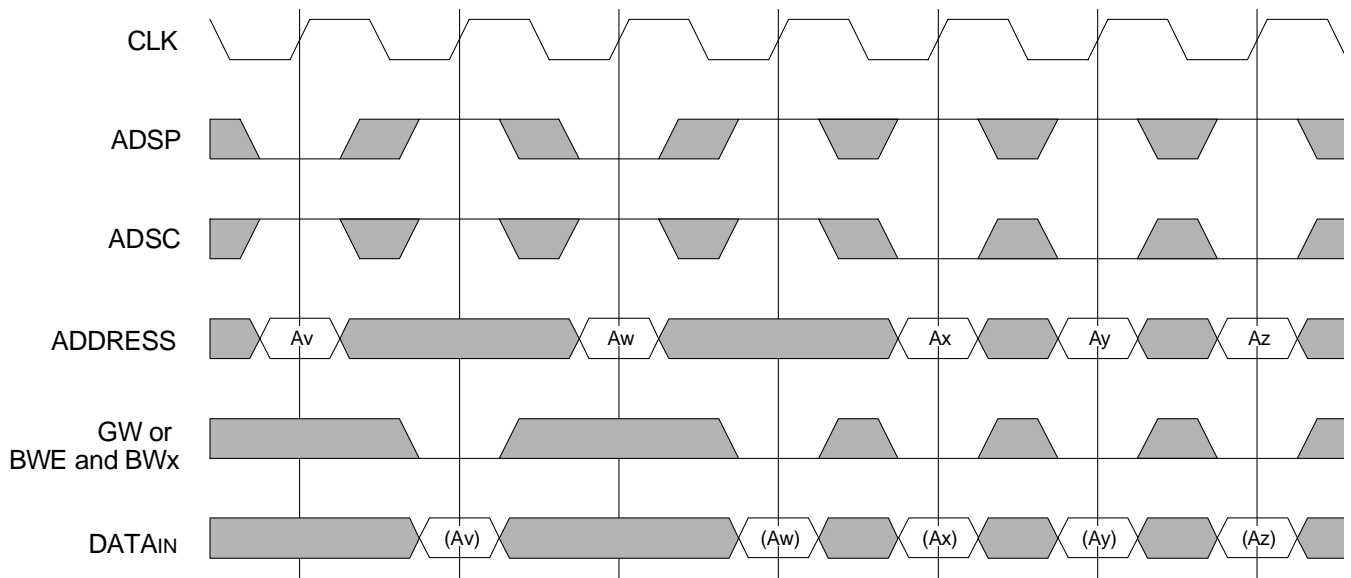 CLK
ADSP
ADSC
ADDRESS
Av
Aw
Ax
Ay
Az
GW or
BWE and BWx
DATAIN
(Av)
(Aw)
(Ax)
(Ay)
(Az)